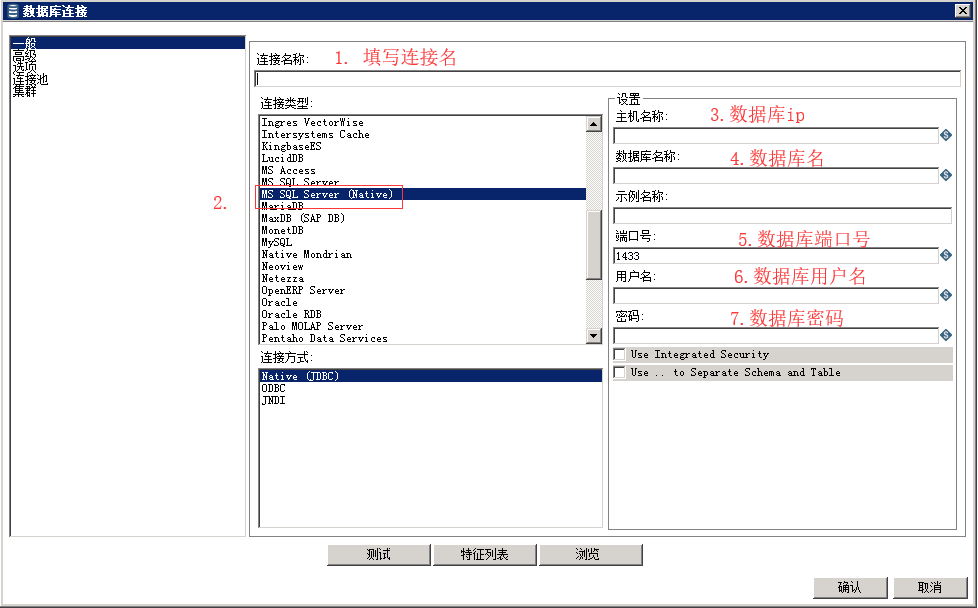 数据库连接
一般
高级
选项
连接池
集群
连接名称:
1. 填写连接名
连接类型:
Ingres VectorWise
Intersystems Cache
KingbaseES
LucidDB
MS Access
MS SQL Server
2.
MS SQL Server (Native)
MariaDB
MaxDB (SAP DB)
MonetDB
MySQL
Native Mondrian
Neoview
Netezza
OpenERP Server
Oracle
Oracle RDB
Palo MOLAP Server
Pentaho Data Services
连接方式:
Native (JDBC)
ODBC
JNDI
设置
主机名称:
3.数据库ip
数据库名称:
4.数据库名
示例名称:
端口号:
5.数据库端口号
1433
用户名:
6.数据库用户名
密码:
7.数据库密码
Use Integrated Security
Use .. to Separate Schema and Table
测试
特征列表
浏览
确认
取消